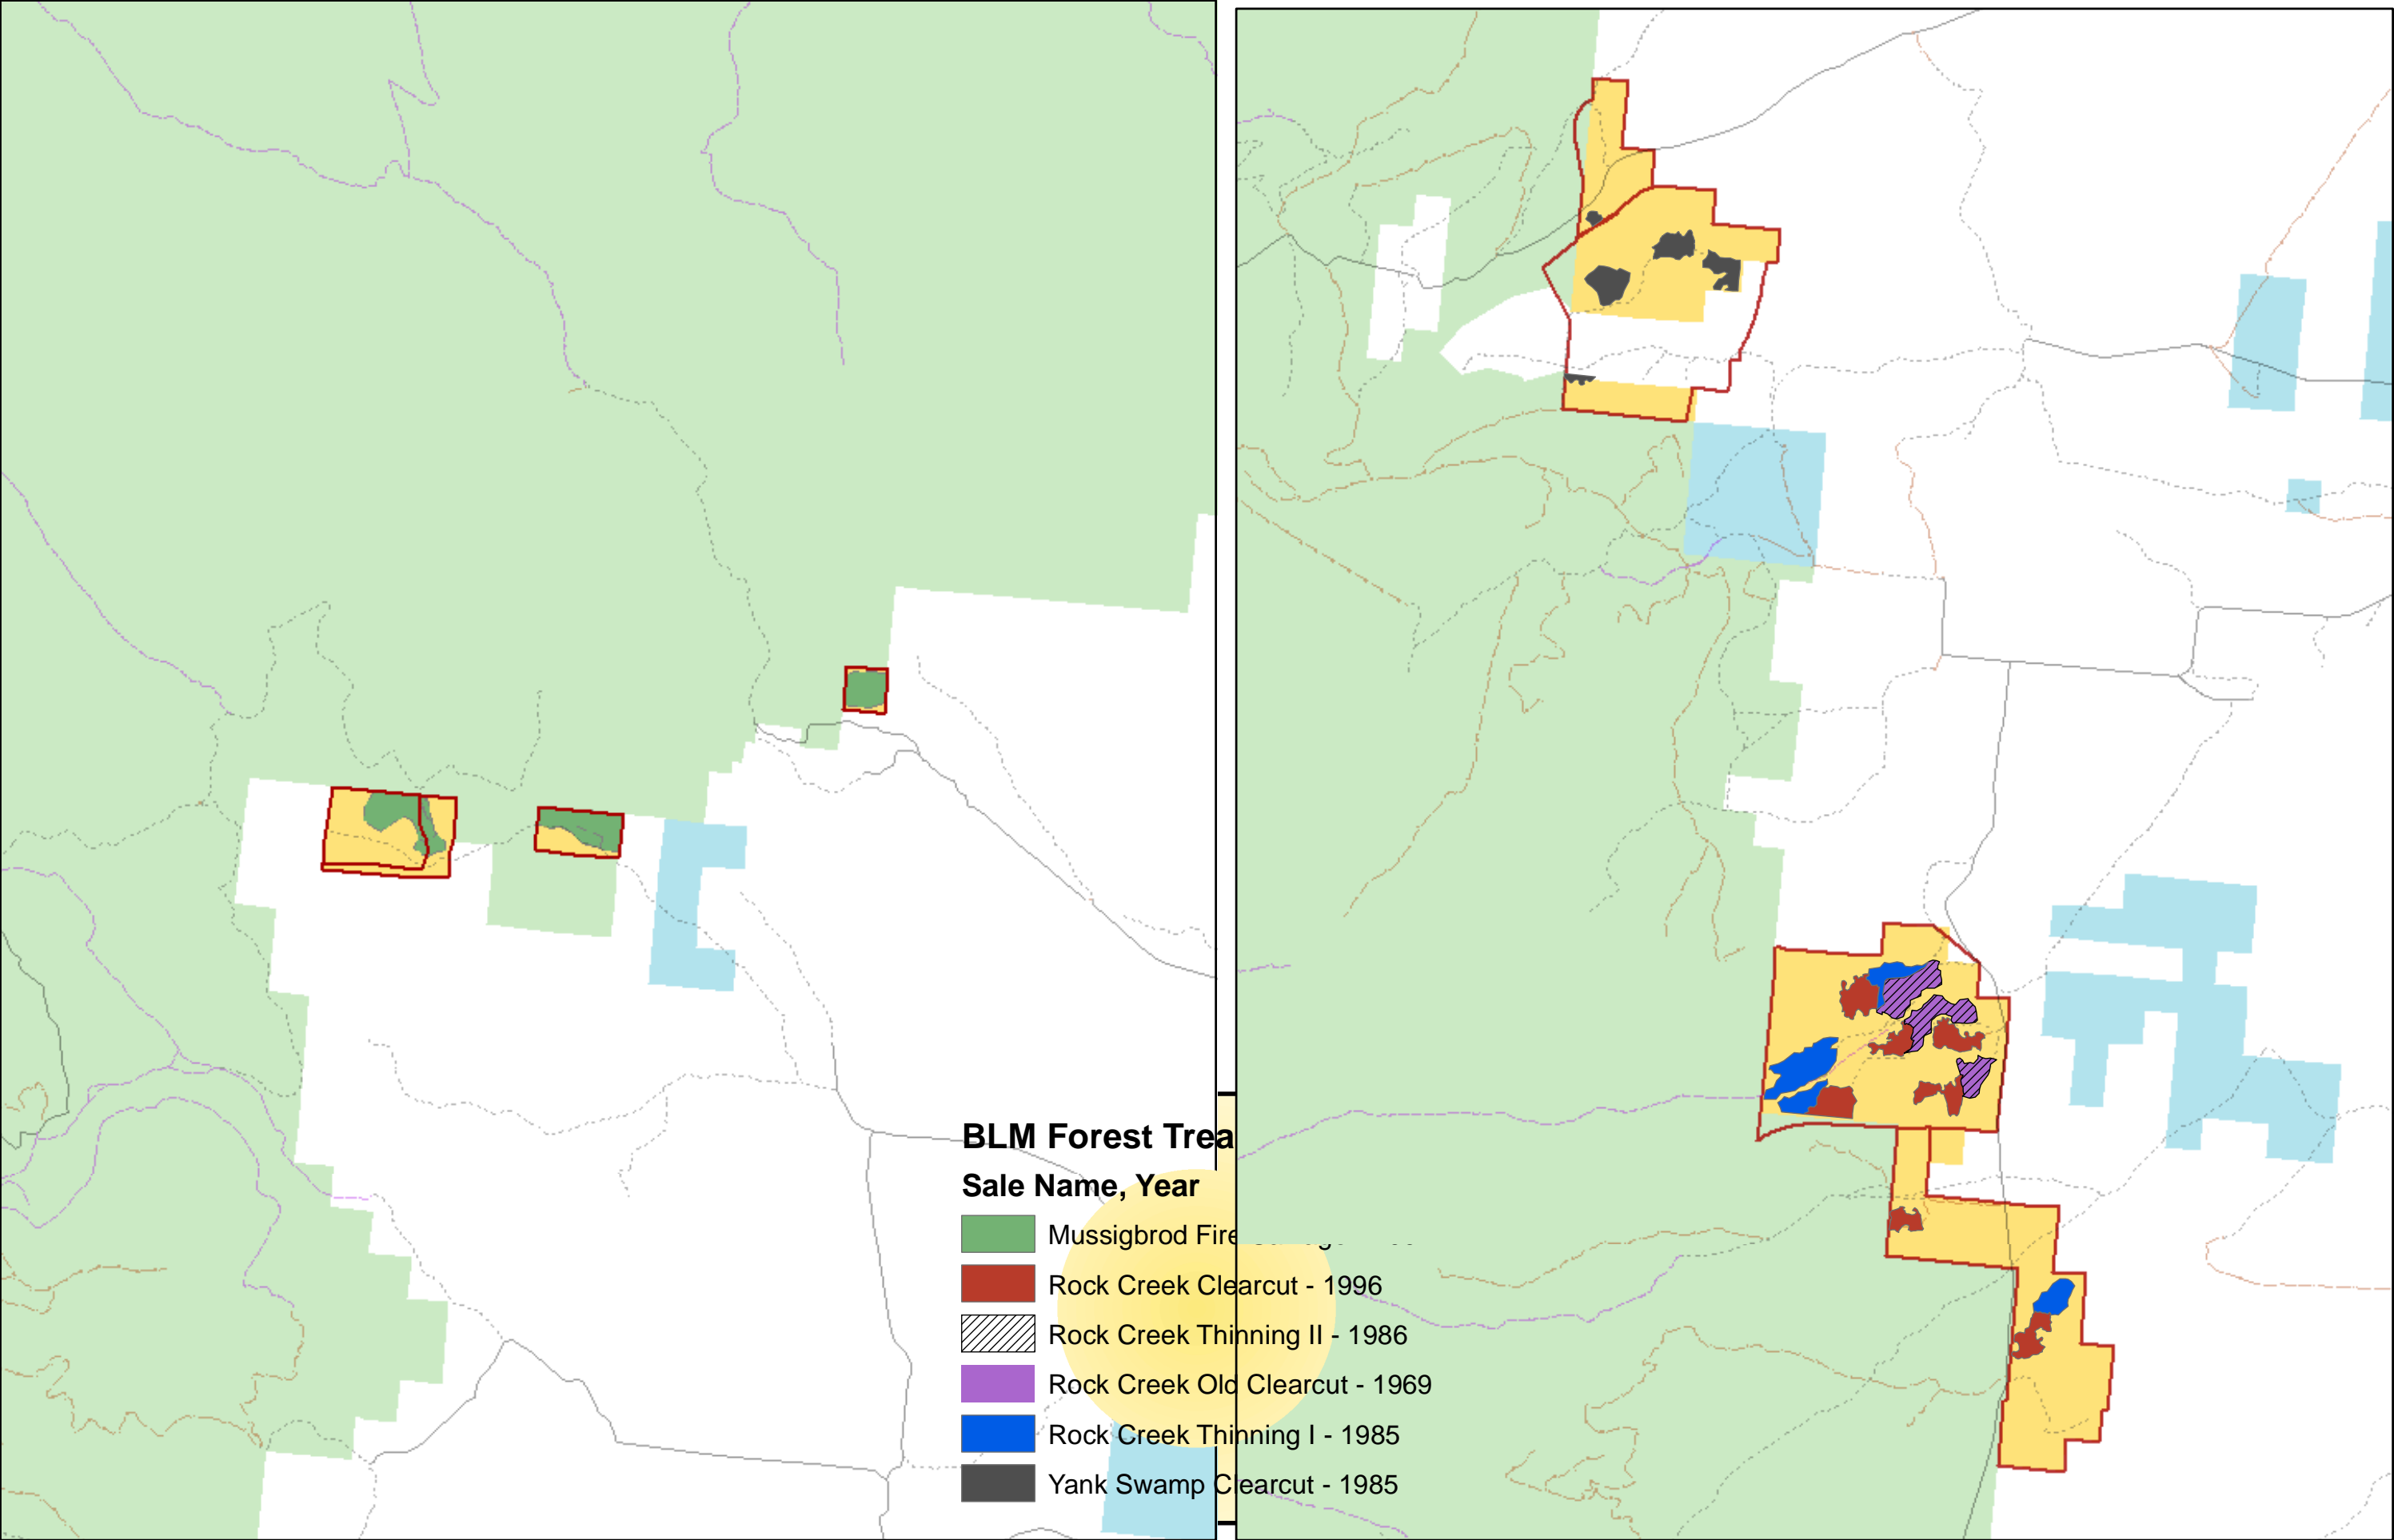 BLM Forest Trea
Sale Name, Year
Mussigbrod Fire
Rock Creek Clearcut - 1996
Rock Creek Thinning II - 1986
Rock Creek Old Clearcut - 1969
Rock Creek Thinning I - 1985
Yank Swamp Clearcut - 1985